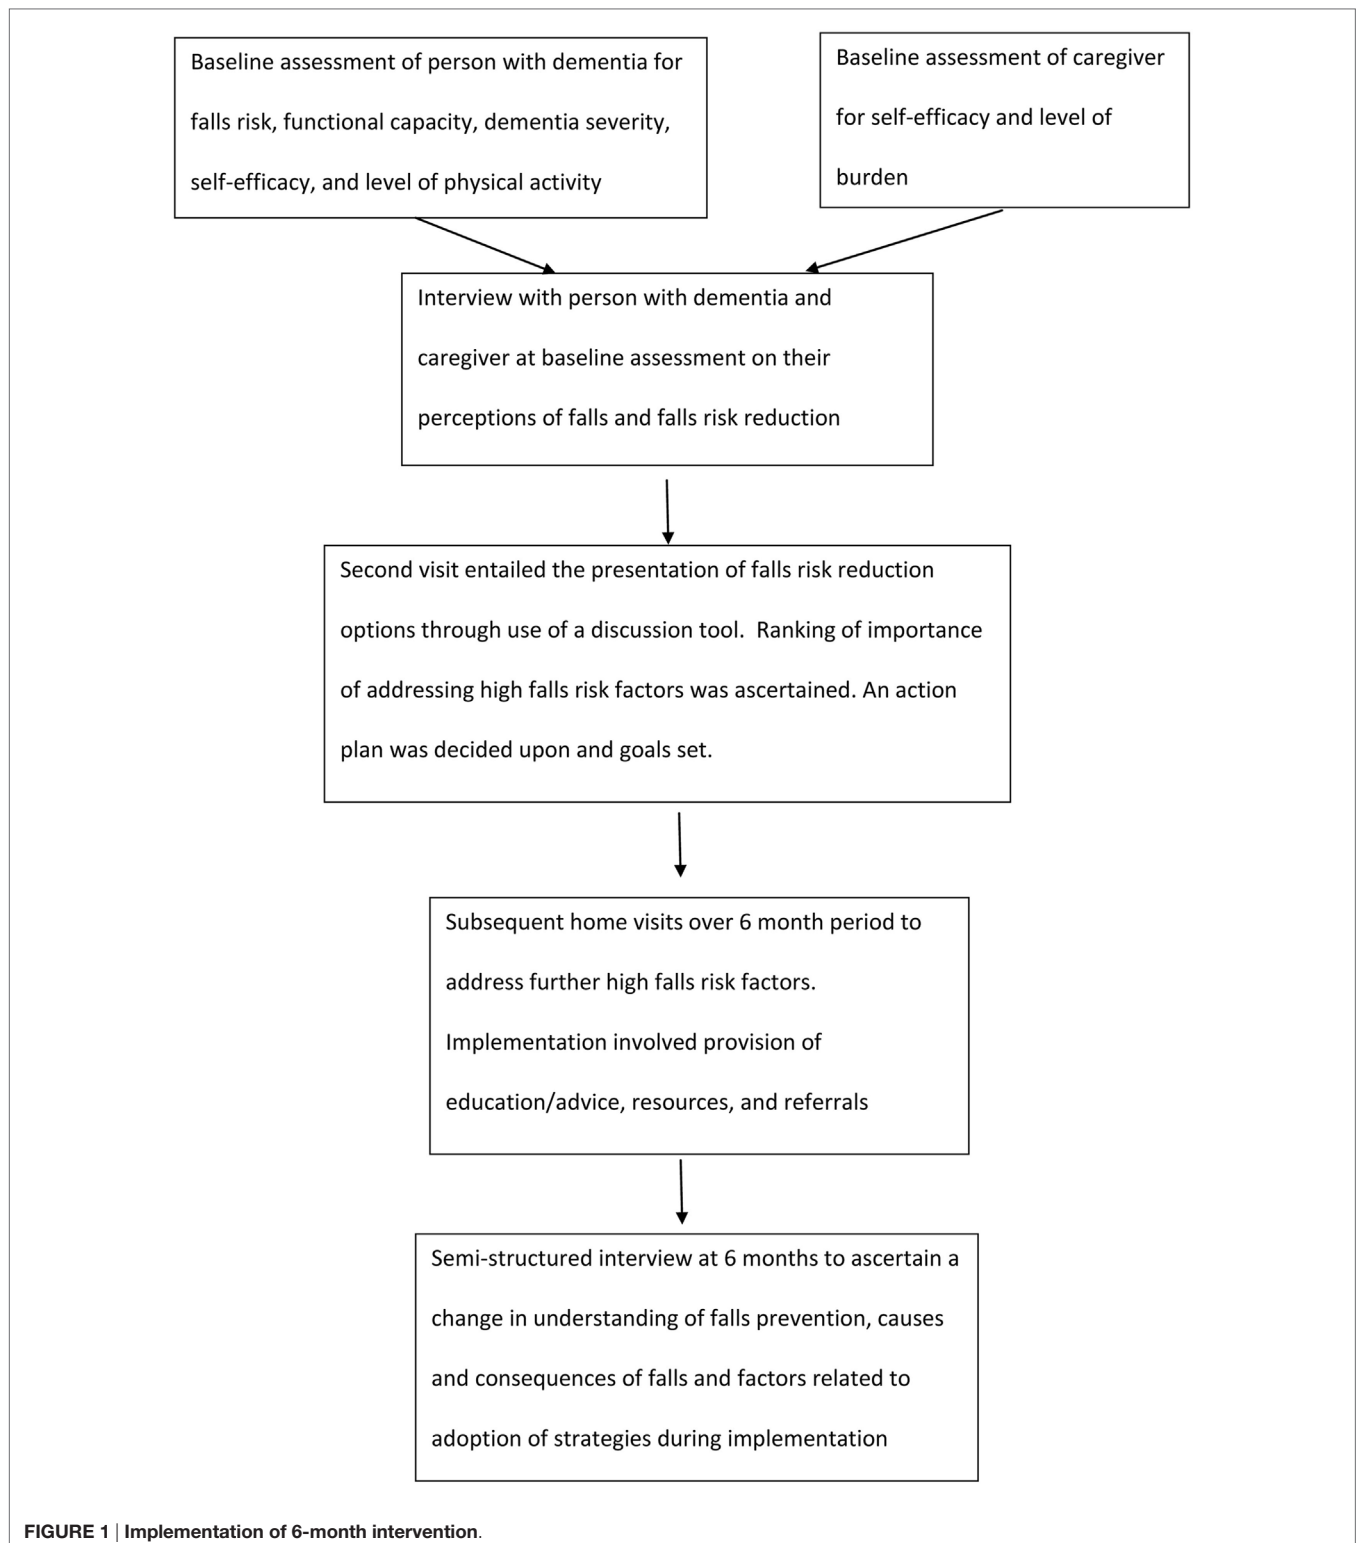 Baseline assessment of person with dementia for
falls risk, functional capacity, dementia severity,
self-efficacy, and level of physical activity
Baseline assessment of caregiver
for self-efficacy and level of
burden
Interview with person with dementia and
caregiver at baseline assessment on their
perceptions of falls and falls risk reduction
Second visit entailed the presentation of falls risk reduction
options through use of a discussion tool.  Ranking of importance
of addressing high falls risk factors was ascertained. An action
plan was decided upon and goals set.
Subsequent home visits over 6 month period to
address further high falls risk factors.
Implementation involved provision of
education/advice, resources, and referrals
Semi-structured interview at 6 months to ascertain a
change in understanding of falls prevention, causes
and consequences of falls and factors related to
adoption of strategies during implementation
FIGURE 1 | Implementation of 6-month intervention.